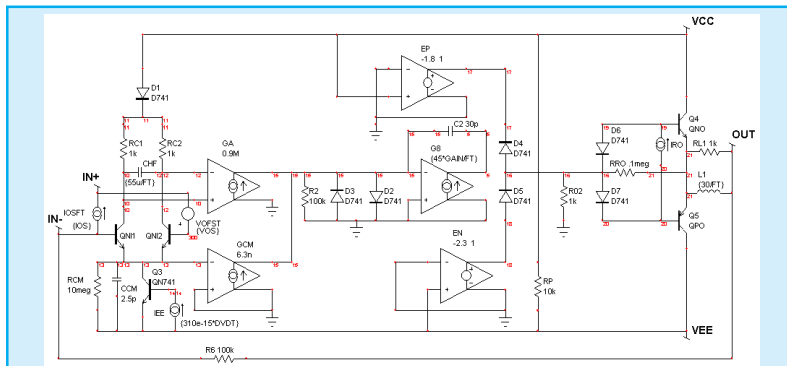 VCC
EP
-1.8 1
D1
D741
C2 30p
Q4
QNO
OUT
RC1
1k
RC2
1k
GA
0.9M
GB
{45*GAIN/FT}
D4
D741
D6
D741
IRO
RL1 1k
CHF
{55u/FT}
RRO .1meg
IN+
IOSFT
{IOS}
IN-
R2
100k
D3
D741
D2
D741
D5
D741
RO2
1k
D7
D741
L1
{30/FT}
VOFST
{VOS}
QNI1
QNI2
Q5
QPO
GCM
6.3n
EN
-2.3 1
RCM
10meg
CCM
2.5p
Q3
QN741
IEE
{310e-15*DVDT}
RP
10k
VEE
R6 100k